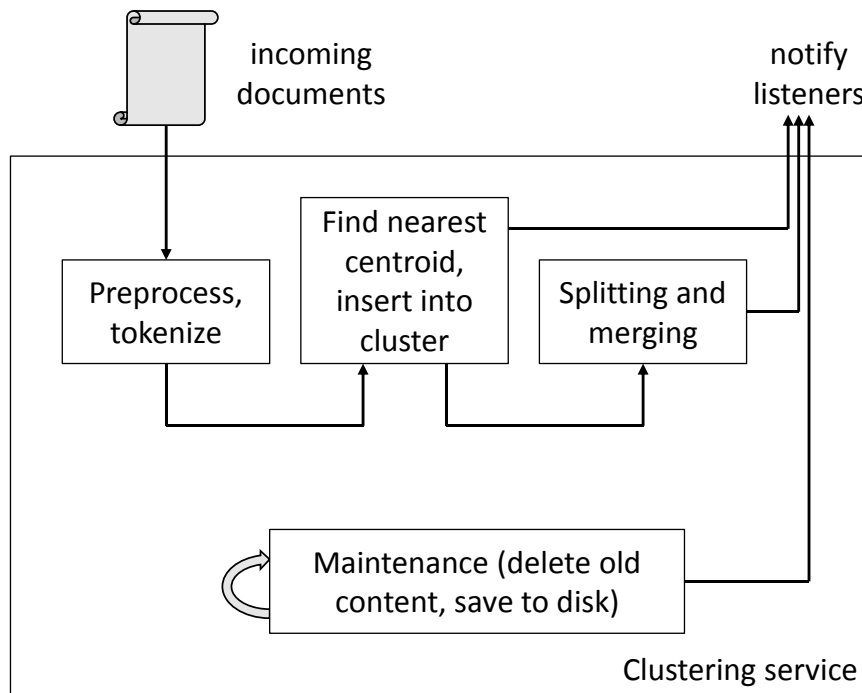 incoming
documents
notify
listeners
Preprocess,
tokenize
Find nearest
centroid,
insert into
cluster
Splitting and
merging
Maintenance (delete old
content, save to disk)
Clustering service